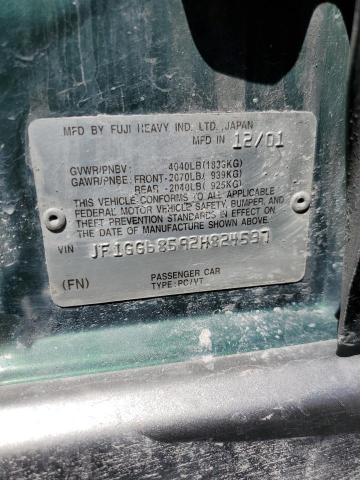 MFD BY FUJI HEAVY IND. LTD., JAPAN
MFD IN 12/01
GVWR/PNBV : 4040LB(1833KG)
GAWR/PNBE: FRONT-2070LB( 939KG)
REAR -2040LB( 925KG)
THIS VEHICLE CONFORMS TO ALL APPLICABLE
FEDERAL MOTOR VEHICLE SAFETY, BUMPER, AND
THEFT PREVENTION STANDARDS IN EFFECT ON THE
DATE OF MANUFACTURE SHOWN ABOVE.
VIN JF1GG68592H824537
PASSENGER CAR
(FN) TYPE:PC/VT